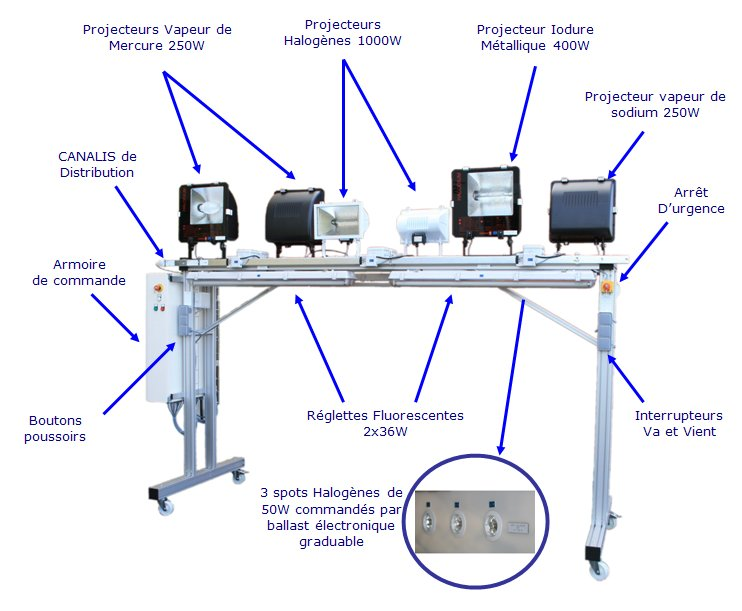 Projecteurs Vapeur de
Mercure 250W
Projecteurs
Halogènes 1000W
Projecteur Iodure
Métallique 400W
Projecteur vapeur de
sodium 250W
CANALIS de
Distribution
Arrêt
D’urgence
Armoire
de commande
Boutons
poussoirs
Réglettes Fluorescentes
2x36W
Interrupteurs
Va et Vient
3 spots Halogènes de
50W commandés par
ballast électronique
graduable